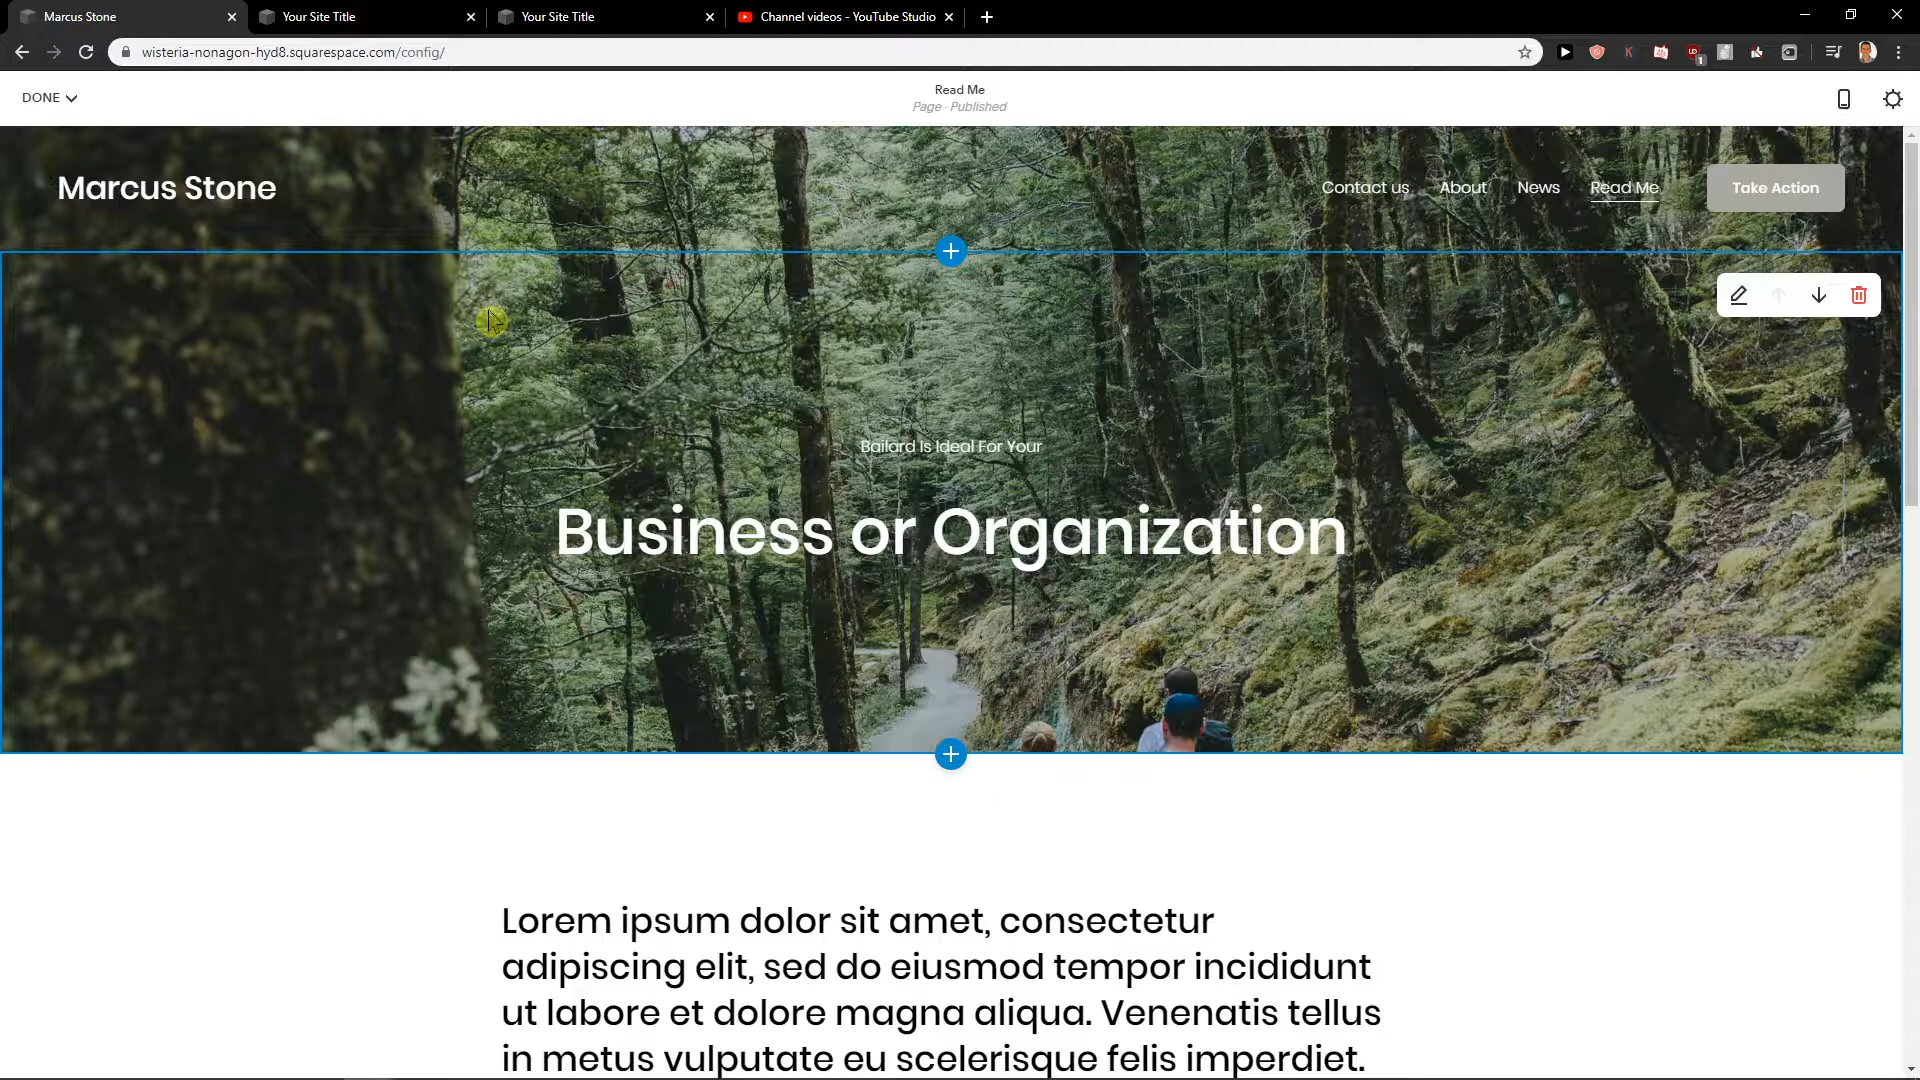 Marcus Stone
Your Site Title
Your Site Title
Channel videos - YouTube Studio
wisteria-nonagon-hyd8.squarespace.com/config/
DONE
Read Me
Page · Published
Marcus Stone
Contact us
About
News
Read Me
Take Action
Bailard Is Ideal For Your
Business or Organization
Lorem ipsum dolor sit amet, consectetur
adipiscing elit, sed do eiusmod tempor incididunt
ut labore et dolore magna aliqua. Venenatis tellus
in metus vulputate eu scelerisque felis imperdiet.